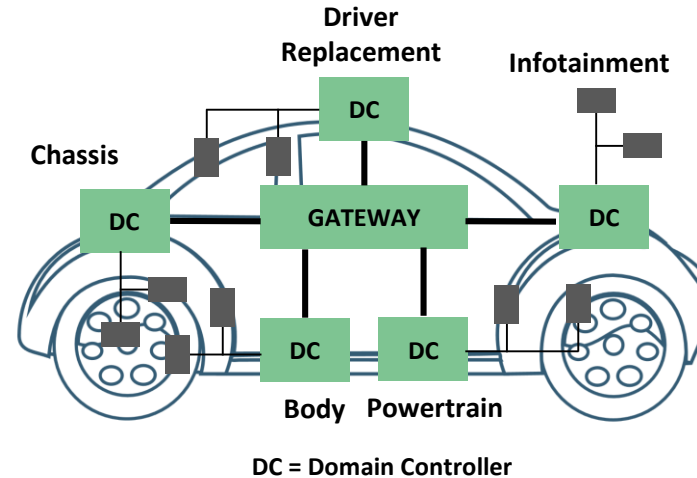 Driver
Replacement
Infotainment
DC
Chassis
DC
GATEWAY
DC
DC
DC
Body
Powertrain
DC = Domain Controller